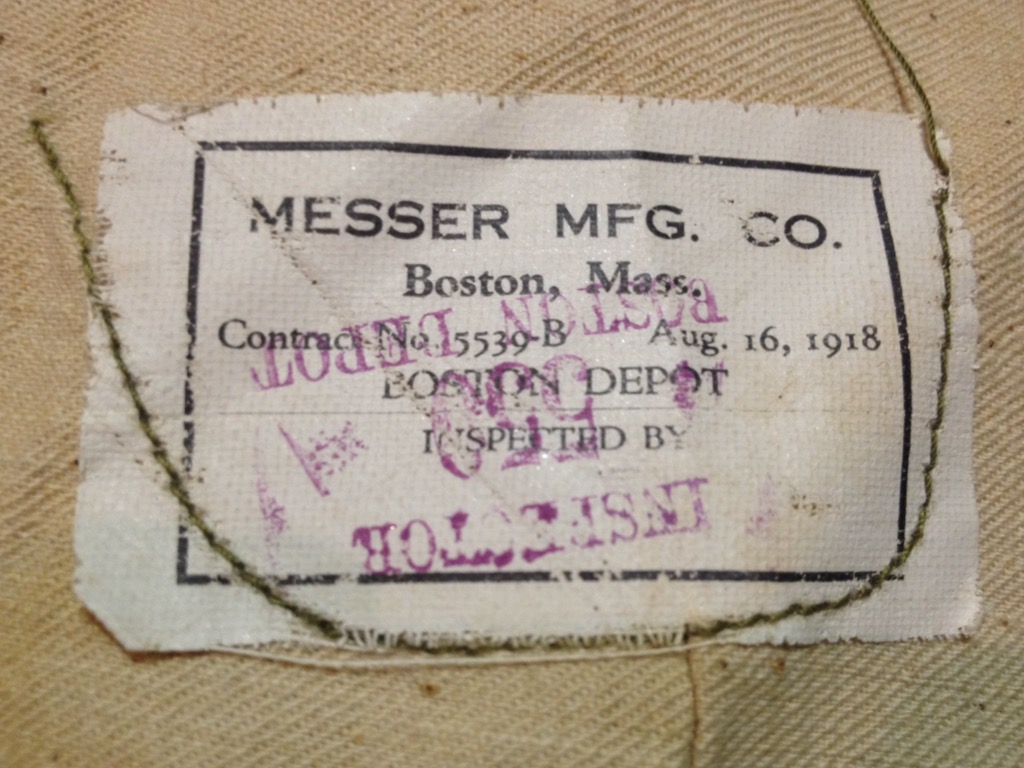 MESSER MFG. CO.
Boston, Mass.
Contract No. 5539-B Aug. 16, 1918
BOSTON DEPOT
INSPECTED BY
INSPECTOR
BOSTON DEPOT